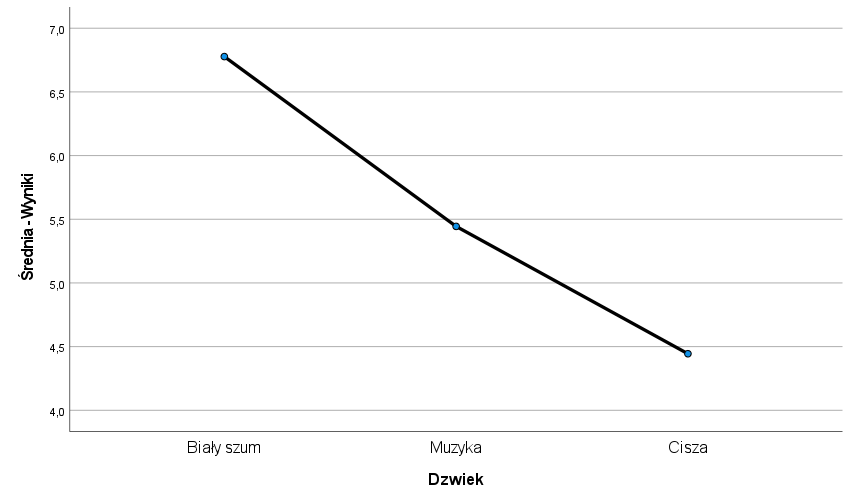 7,0
6,5
6,0
5,5
5,0
4,5
4,0
Średnia - Wyniki
Biały szum Muzyka Cisza
Dzwiek